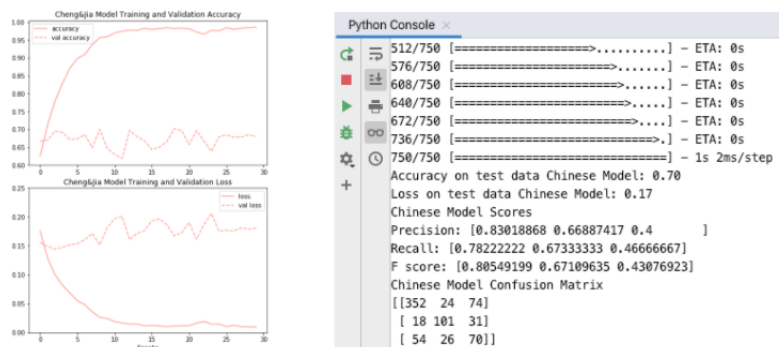 Cheng&Jia Model Training and Validation Accuracy
1.00
0.95
0.90
0.85
0.80
0.75
0.70
0.65
0.60
accuracy
val accuracy
0 5 10 15 20 25 30
Cheng&Jia Model Training and Validation Loss
0.25
0.20
0.15
0.10
0.05
0.00
loss
val loss
0 5 10 15 20 25 30
Python Console ×
512/750 [====================>..........] - ETA: 0s
576/750 [=======================>.......] - ETA: 0s
608/750 [========================>......] - ETA: 0s
640/750 [=========================>.....] - ETA: 0s
672/750 [==========================>....] - ETA: 0s
736/750 [=============================>.] - ETA: 0s
750/750 [===============================] - 1s 2ms/step
Accuracy on test data Chinese Model: 0.70
Loss on test data Chinese Model: 0.17
Chinese Model Scores
Precision: [0.83018868 0.66887417 0.4 ]
Recall: [0.78222222 0.67333333 0.46666667]
F score: [0.80549199 0.67109635 0.43076923]
Chinese Model Confusion Matrix
[[352 24 74]
[ 18 101 31]
[ 54 26 70]]